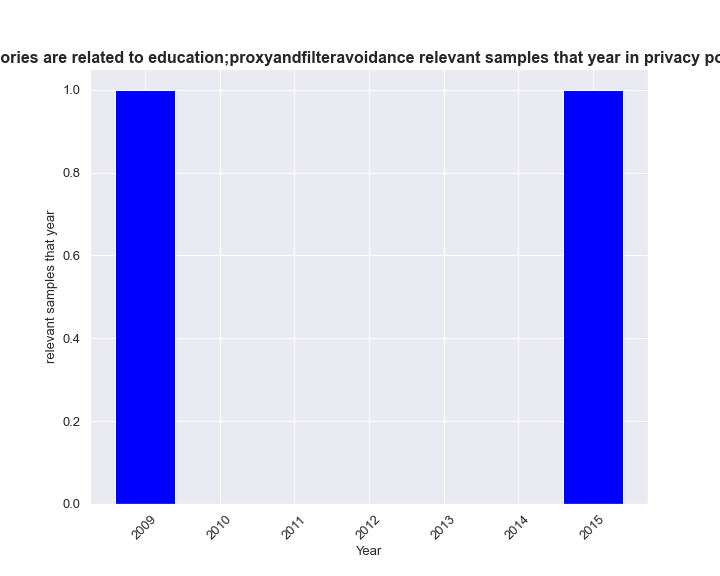 ories are related to education;proxyandfilteravoidance relevant samples that year in privacy po
1.0
0.8
0.6
0.4
0.2
0.0
relevant samples that year
2009 2010 2011 2012 2013 2014 2015
Year